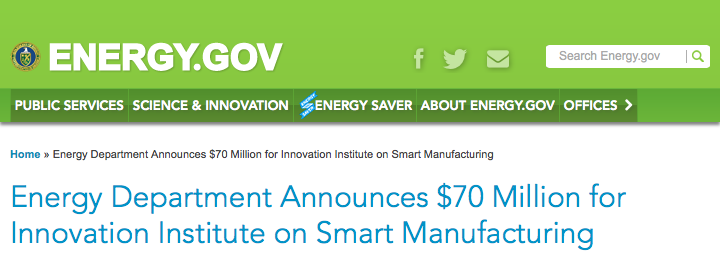 ENERGY.GOV
Search Energy.gov
PUBLIC SERVICES SCIENCE & INNOVATION ENERGY SAVER ABOUT ENERGY.GOV OFFICES
Home » Energy Department Announces $70 Million for Innovation Institute on Smart Manufacturing
Energy Department Announces $70 Million for
Innovation Institute on Smart Manufacturing